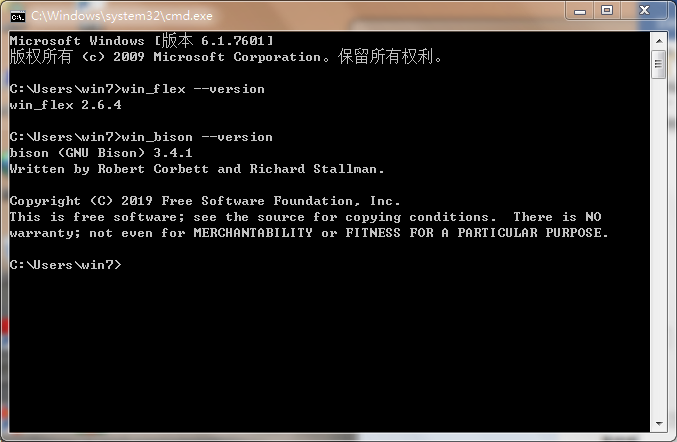 C:\Windows\system32\cmd.exe
Microsoft Windows [版本 6.1.7601]
版权所有 (c) 2009 Microsoft Corporation。保留所有权利。
C:\Users\win7>win_flex --version
win_flex 2.6.4
C:\Users\win7>win_bison --version
bison (GNU Bison) 3.4.1
Written by Robert Corbett and Richard Stallman.
Copyright (C) 2019 Free Software Foundation, Inc.
This is free software; see the source for copying conditions.  There is NO
warranty; not even for MERCHANTABILITY or FITNESS FOR A PARTICULAR PURPOSE.
C:\Users\win7>